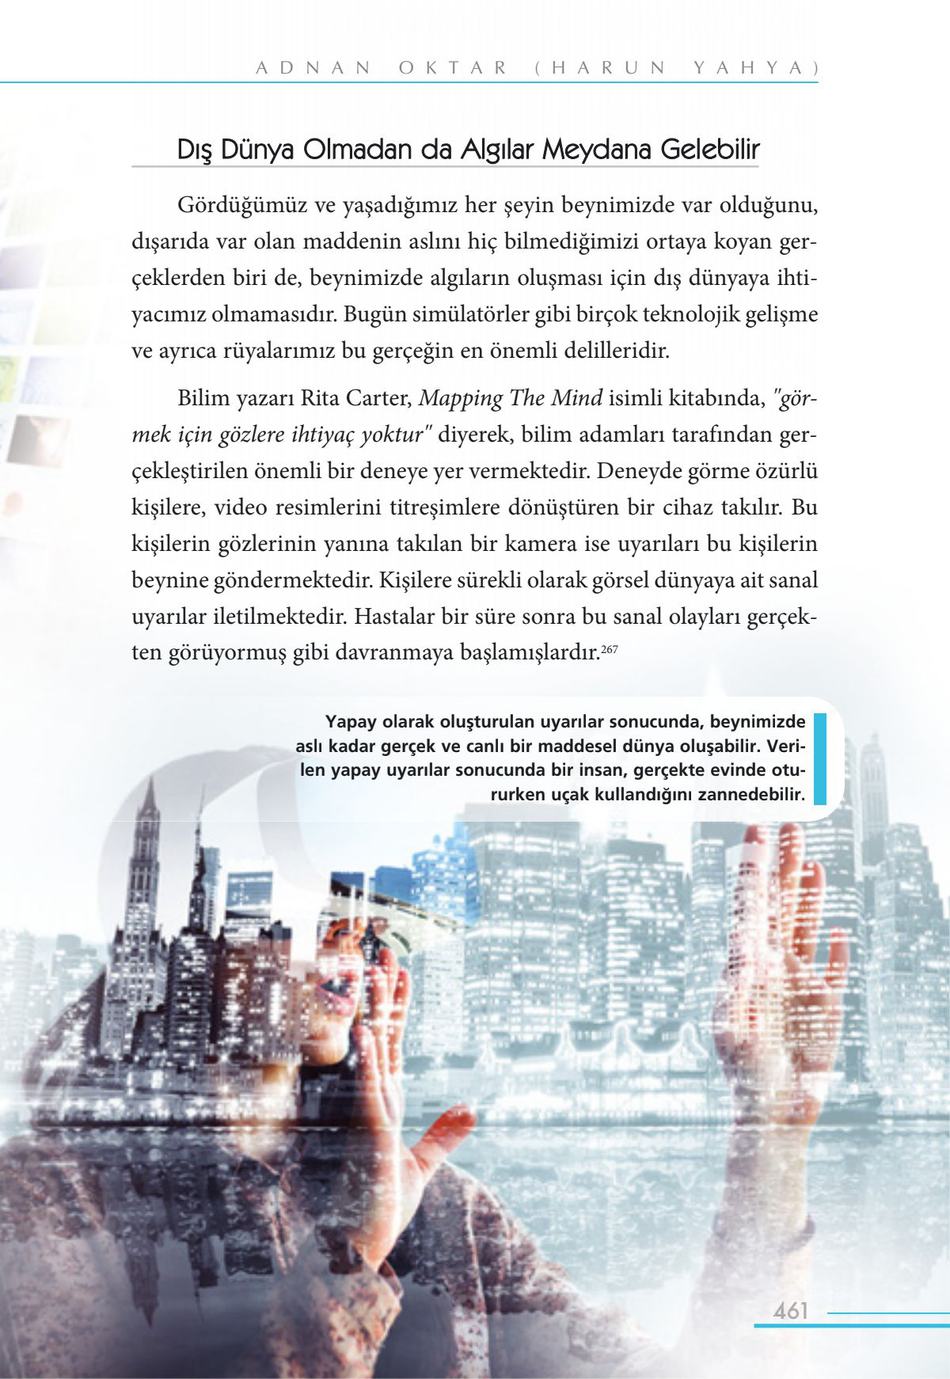 ADNAN OKTAR (HARUN YAHYA)
Dış Dünya Olmadan da Algılar Meydana Gelebilir
Gördüğümüz ve yaşadığımız her şeyin beynimizde var olduğunu,
dışarıda var olan maddenin aslını hiç bilmediğimizi ortaya koyan ger-
çeklerden biri de, beynimizde algıların oluşması için dış dünyaya ihti-
yacımız olmamasıdır. Bugün simülatörler gibi birçok teknolojik gelişme
ve ayrıca rüyalarımız bu gerçeğin en önemli delilleridir.
Bilim yazarı Rita Carter, Mapping The Mind isimli kitabında, "gör-
mek için gözlere ihtiyaç yoktur" diyerek, bilim adamları tarafından ger-
çekleştirilen önemli bir deneye yer vermektedir. Deneyde görme özürlü
kişilere, video resimlerini titreşimlere dönüştüren bir cihaz takılır. Bu
kişilerin gözlerinin yanına takılan bir kamera ise uyarıları bu kişilerin
beynine göndermektedir. Kişilere sürekli olarak görsel dünyaya ait sanal
uyarılar iletilmektedir. Hastalar bir süre sonra bu sanal olayları gerçek-
ten görüyormuş gibi davranmaya başlamışlardır.267
Yapay olarak oluşturulan uyarılar sonucunda, beynimizde
aslı kadar gerçek ve canlı bir maddesel dünya oluşabilir. Veri-
len yapay uyarılar sonucunda bir insan, gerçekte evinde otu-
rurken uçak kullandığını zannedebilir.
461